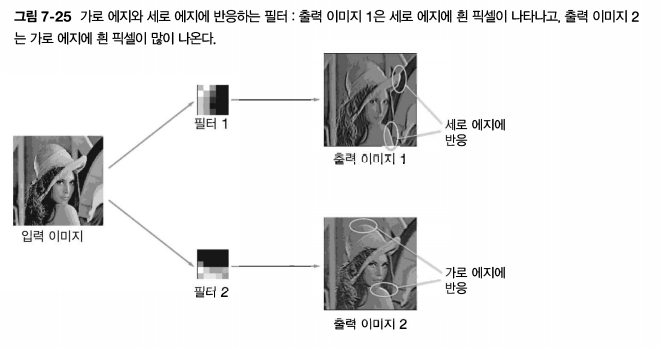 그림 7-25 가로 에지와 세로 에지에 반응하는 필터 : 출력 이미지 1은 세로 에지에 흰 픽셀이 나타나고, 출력 이미지 2
는 가로 에지에 흰 픽셀이 많이 나온다.
필터 1
세로 에지에
반응
출력 이미지 1
입력 이미지
가로 에지에
반응
필터 2
출력 이미지 2